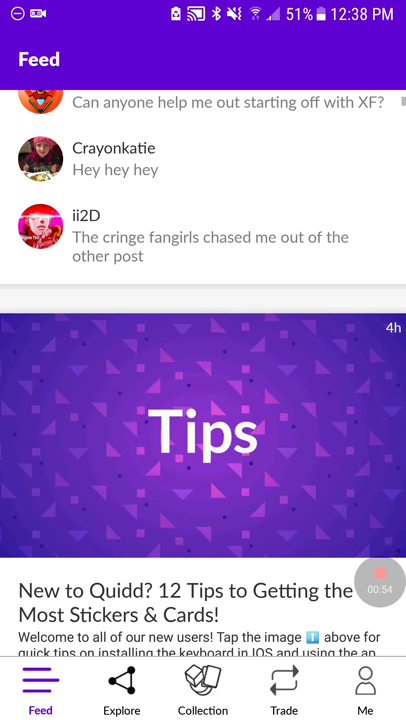 51% 12:38 PM
Feed
Can anyone help me out starting off with XF?
Crayonkatie
Hey hey hey
ii2D
The cringe fangirls chased me out of the
other post
4h
Tips
00:54
New to Quidd? 12 Tips to Getting the
Most Stickers & Cards!
Welcome to all of our new users! Tap the image ⬆️ above for
quick tips on installing the keyboard in IOS and using the ap
Feed Explore Collection Trade Me